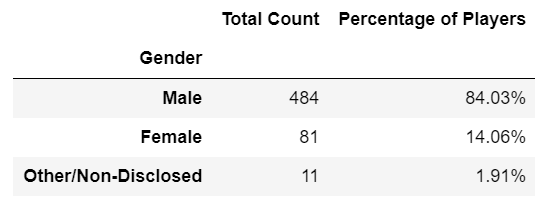 Total Count Percentage of Players
Gender
Male 484 84.03%
Female 81 14.06%
Other/Non-Disclosed 11 1.91%